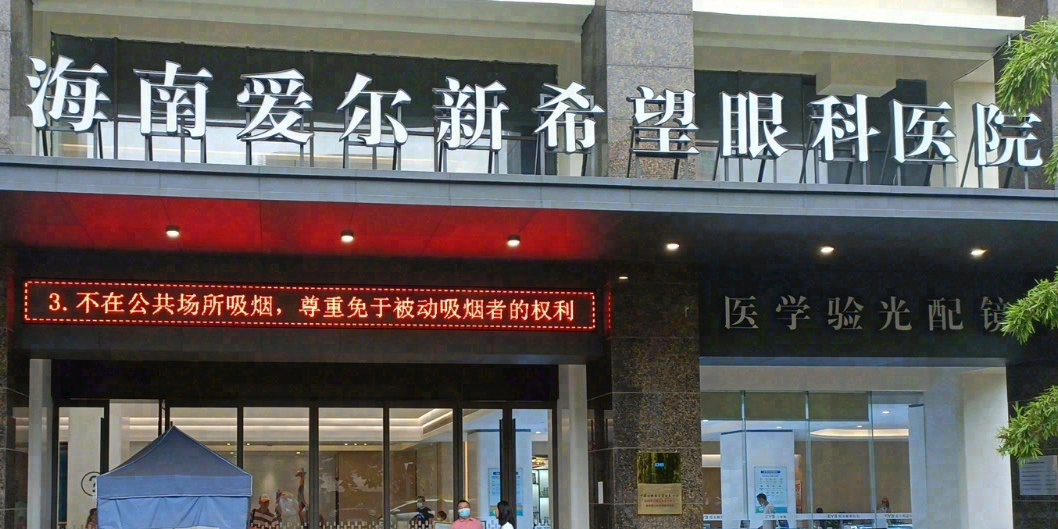 海南爱尔新希望眼科医院
3.不在公共场所吸烟，尊重免于被动吸烟者的权利
医学验光配镜